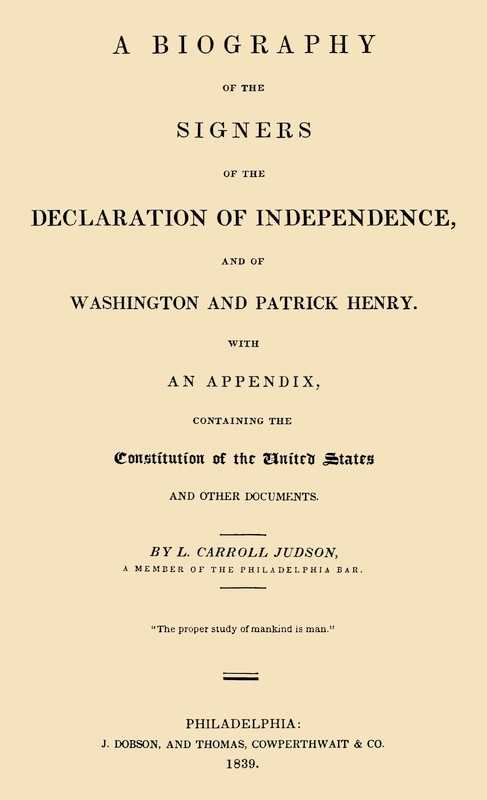 A BIOGRAPHY
OF THE
SIGNERS
OF THE
DECLARATION OF INDEPENDENCE,
AND OF
WASHINGTON AND PATRICK HENRY.
WITH
AN APPENDIX,
CONTAINING THE
Constitution of the United States
AND OTHER DOCUMENTS.
BY L. CARROLL JUDSON,
A MEMBER OF THE PHILADELPHIA BAR.
"The proper study of mankind is man."
PHILADELPHIA:
J. DOBSON, AND THOMAS, COWPERTHWAIT & CO.
1839.